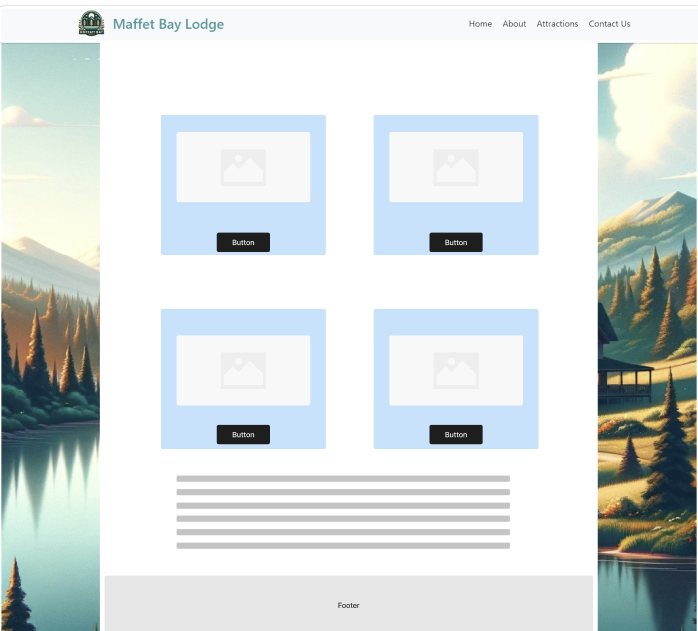 Maffet Bay Lodge
Home About Attractions Contact Us
Button Button
Button Button
Footer